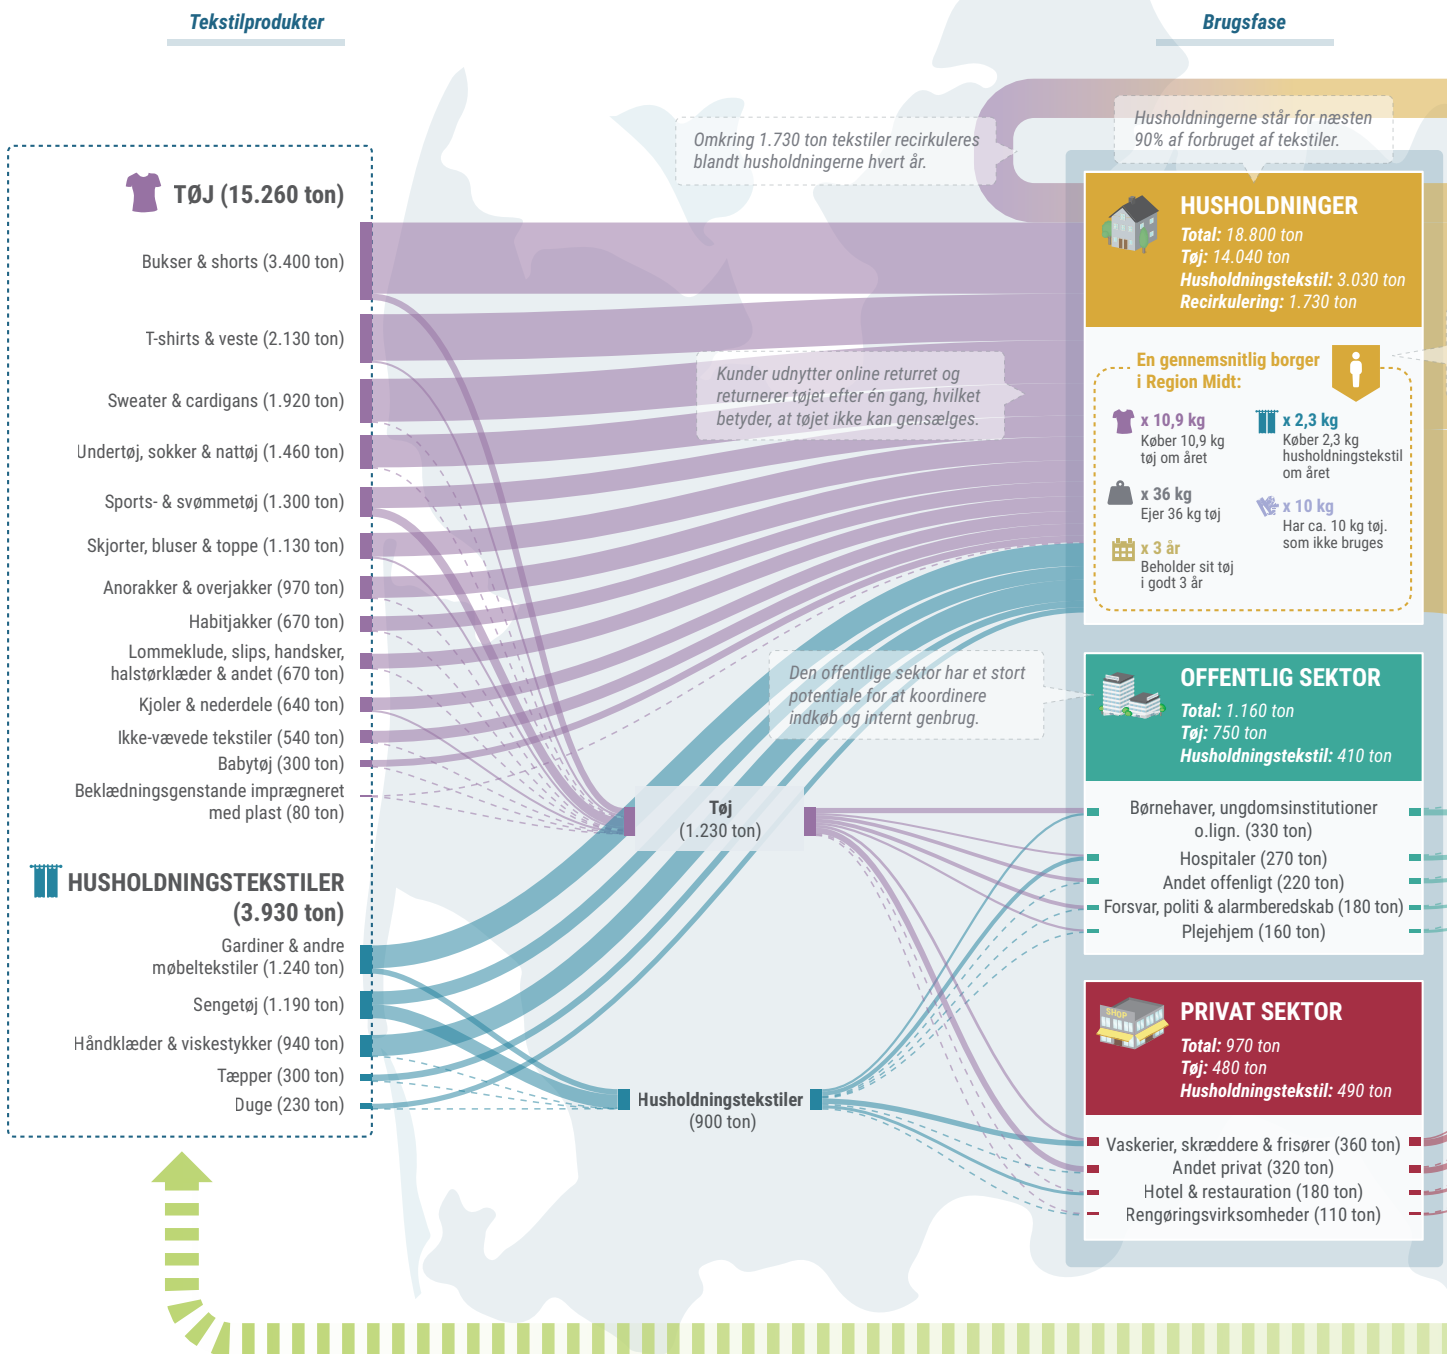 Tekstilprodukter
Brugsfase
Omkring 1.730 ton tekstiler recirkuleres
blandt husholdningerne hvert år.
Husholdningerne står for næsten
90% af forbruget af tekstiler.
TØJ (15.260 ton)
Bukser & shorts (3.400 ton)
T-shirts & veste (2.130 ton)
Sweater & cardigans (1.920 ton)
Undertøj, sokker & nattøj (1.460 ton)
Sports- & svømmetøj (1.300 ton)
Skjorter, bluser & toppe (1.130 ton)
Anorakker & overjakker (970 ton)
Habitjakker (670 ton)
Lommeklude, slips, handsker,
halstørklæder & andet (670 ton)
Kjoler & nederdele (640 ton)
Ikke-vævede tekstiler (540 ton)
Babytøj (300 ton)
Beklædningsgenstande imprægneret
med plast (80 ton)
HUSHOLDNINGSTEKSTILER
(3.930 ton)
Gardiner & andre
møbeltekstiler (1.240 ton)
Sengetøj (1.190 ton)
Håndklæder & viskestykker (940 ton)
Tæpper (300 ton)
Duge (230 ton)
Kunder udnytter online returret og
returnerer tøjet efter én gang, hvilket
betyder, at tøjet ikke kan gensælges.
Den offentlige sektor har et stort
potentiale for at koordinere
indkøb og internt genbrug.
Tøj
(1.230 ton)
Husholdningstekstiler
(900 ton)
HUSHOLDNINGER
Total: 18.800 ton
Tøj: 14.040 ton
Husholdningstekstil: 3.030 ton
Recirkulering: 1.730 ton
En gennemsnitlig borger
i Region Midt:
x 10,9 kg
Køber 10,9 kg
tøj om året
x 2,3 kg
Køber 2,3 kg
husholdningstekstil
om året
x 36 kg
Ejer 36 kg tøj
x 10 kg
Har ca. 10 kg tøj.
som ikke bruges
x 3 år
Beholder sit tøj
i godt 3 år
OFFENTLIG SEKTOR
Total: 1.160 ton
Tøj: 750 ton
Husholdningstekstil: 410 ton
Børnehaver, ungdomsinstitutioner
o.lign. (330 ton)
Hospitaler (270 ton)
Andet offenligt (220 ton)
Forsvar, politi & alarmberedskab (180 ton)
Plejehjem (160 ton)
SHOP
PRIVAT SEKTOR
Total: 970 ton
Tøj: 480 ton
Husholdningstekstil: 490 ton
Vaskerier, skræddere & frisører (360 ton)
Andet privat (320 ton)
Hotel & restauration (180 ton)
Rengøringsvirksomheder (110 ton)